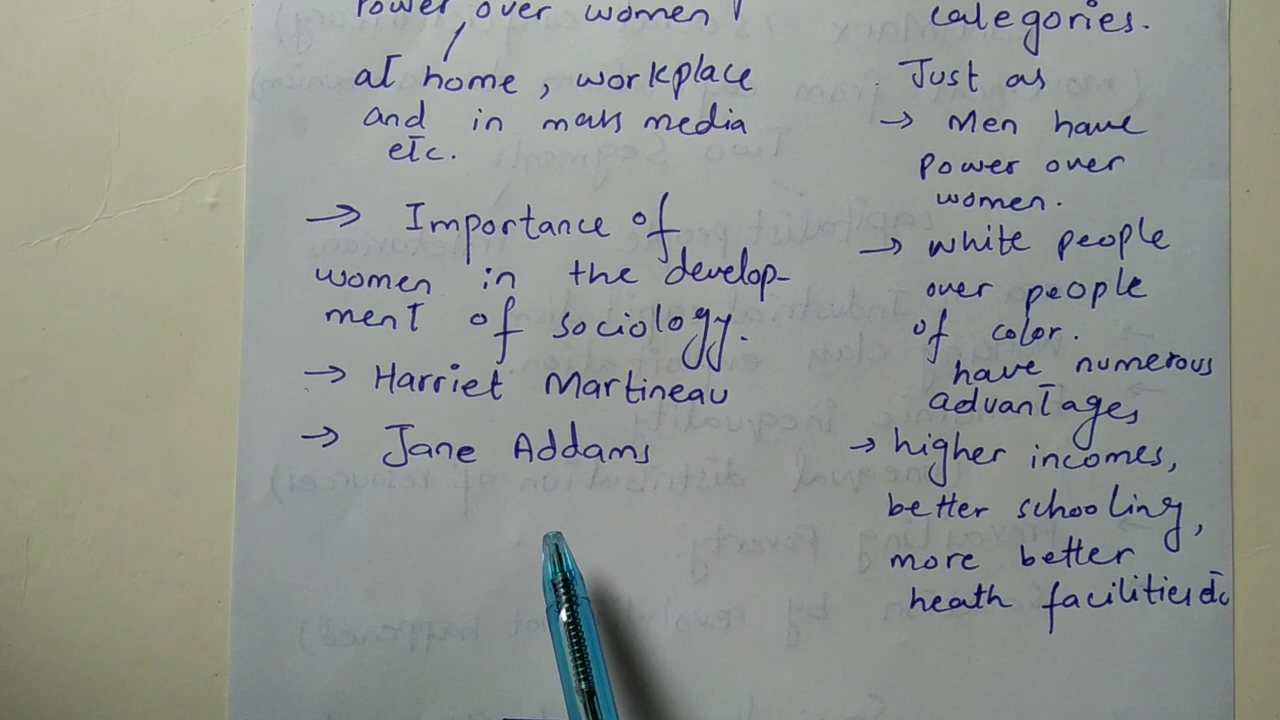 Power over women
at home, workplace
and in mass media
etc.
→ Importance of
women in the develop-
ment of sociology.
→ Harriet Martineau
→ Jane Addams
categories.
Just as
→ Men have
power over
women.
→ white people
over people
of color.
have numerous
advantages
→ higher incomes,
better schooling,
more better
heath facilities etc